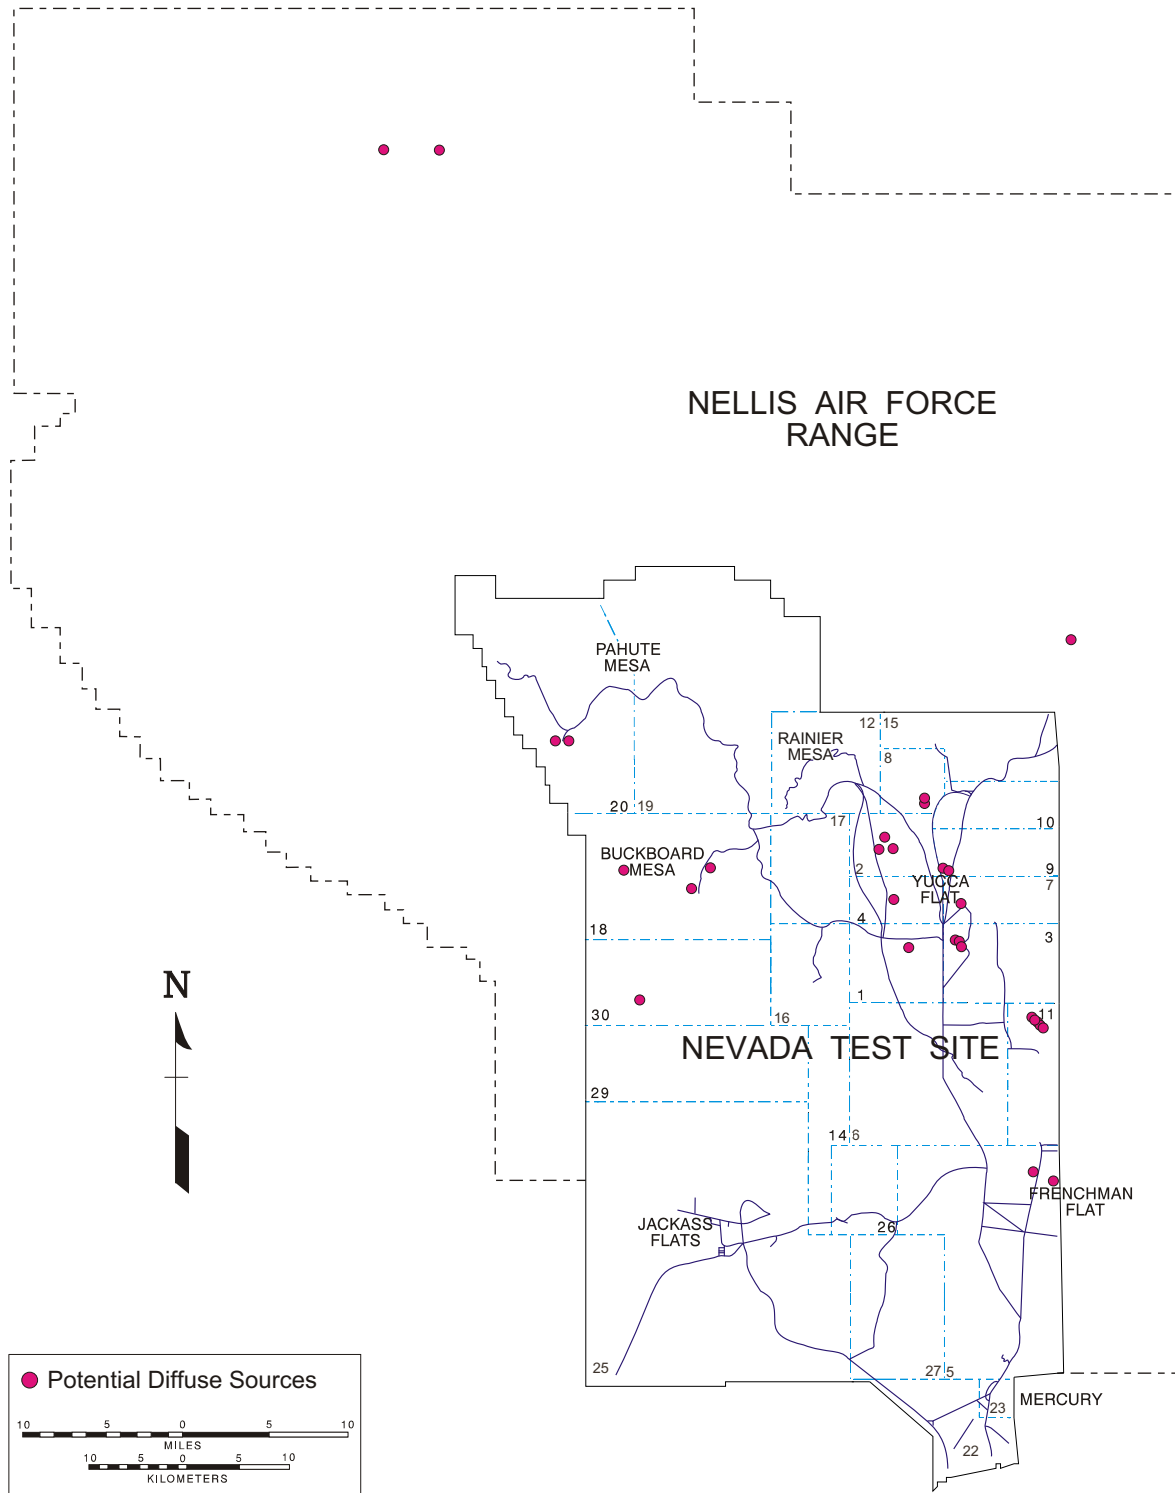 NELLIS AIR FORCE
RANGE
PAHUTE
MESA
12 15
RAINIER
MESA
8
20 19
17
10
BUCKBOARD
MESA
2
9
YUCCA
FLAT
7
18
4
3
N
1
30
16
11
NEVADA TEST SITE
29
14 6
FRENCHMAN
FLAT
JACKASS
FLATS
26
25
27 5
MERCURY
23
22
Potential Diffuse Sources
10 5 0 5 10
MILES
10 5 0 5 10
KILOMETERS